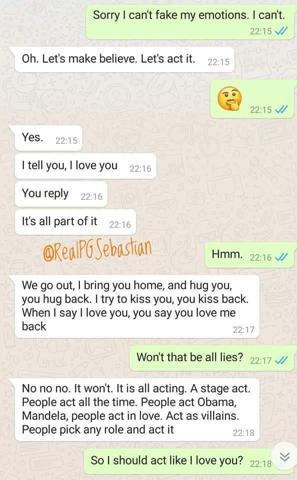 Sorry I can't fake my emotions. I can't.
22:15
Oh. Let's make believe. Let's act it.
22:15
22:15
Yes.
22:15
I tell you, I love you
22:16
You reply
22:16
It's all part of it
22:16
@RealPGSebastian
Hmm.
22:16
We go out, I bring you home, and hug you,
you hug back. I try to kiss you, you kiss back.
When I say I love you, you say you love me
back
22:17
Won't that be all lies?
22:17
No no no. It won't. It is all acting. A stage act.
People act all the time. People act Obama,
Mandela, people act in love. Act as villains.
People pick any role and act it
22:18
So I should act like I love you?
22:18